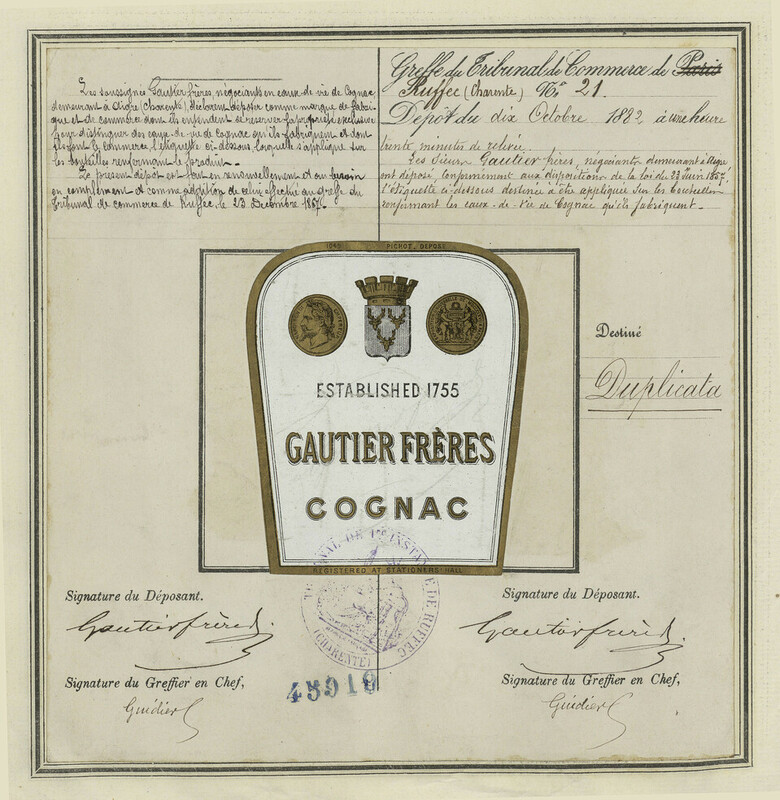 Les soussignés Gautier frères, négociants en eaux-de-vie de Cognac,
demeurant à Aigre (Charente), déclarent déposer comme marque de fabri-
que et de commerce dont ils entendent se réserver la propriété exclusive
pour distinguer des eaux-de-vie de cognac qu'ils fabriquent et dont
ils font le commerce, l'étiquette ci-dessous, laquelle s'applique sur
les bouteilles renfermant le produit.
Le présent dépôt est fait en renouvellement et au besoin
en complément et comme addition de celui effectué au greffe du
Tribunal de commerce de Ruffec, le 23 Décembre 1867.
Greffe du Tribunal de Commerce de Paris
Ruffec (Charente) No. 21.
Dépôt du dix Octobre 1882 à une heure
trente minutes de relevée.
Les sieurs Gautier frères, négociants demeurant à Aigre
ont déposé, conformément aux dispositions de la loi du 23 Juin 1857,
l'étiquette ci-dessous destinée à être appliquée sur les bouteilles
renfermant les eaux-de-vie de Cognac qu'ils fabriquent.
PICHOT, DEPOSE
ESTABLISHED 1755
GAUTIER FRÈRES
COGNAC
REGISTERED AT STATIONERS-HALL
Destiné
Duplicata
TRIBUNAL DE 1re INSTANCE DE RUFFEC
(CHARENTE)
Signature du Déposant.
Gautier frères
Signature du Greffier en Chef,
Guidier
45910
Signature du Déposant.
Gautier frères
Signature du Greffier en Chef,
Guidier